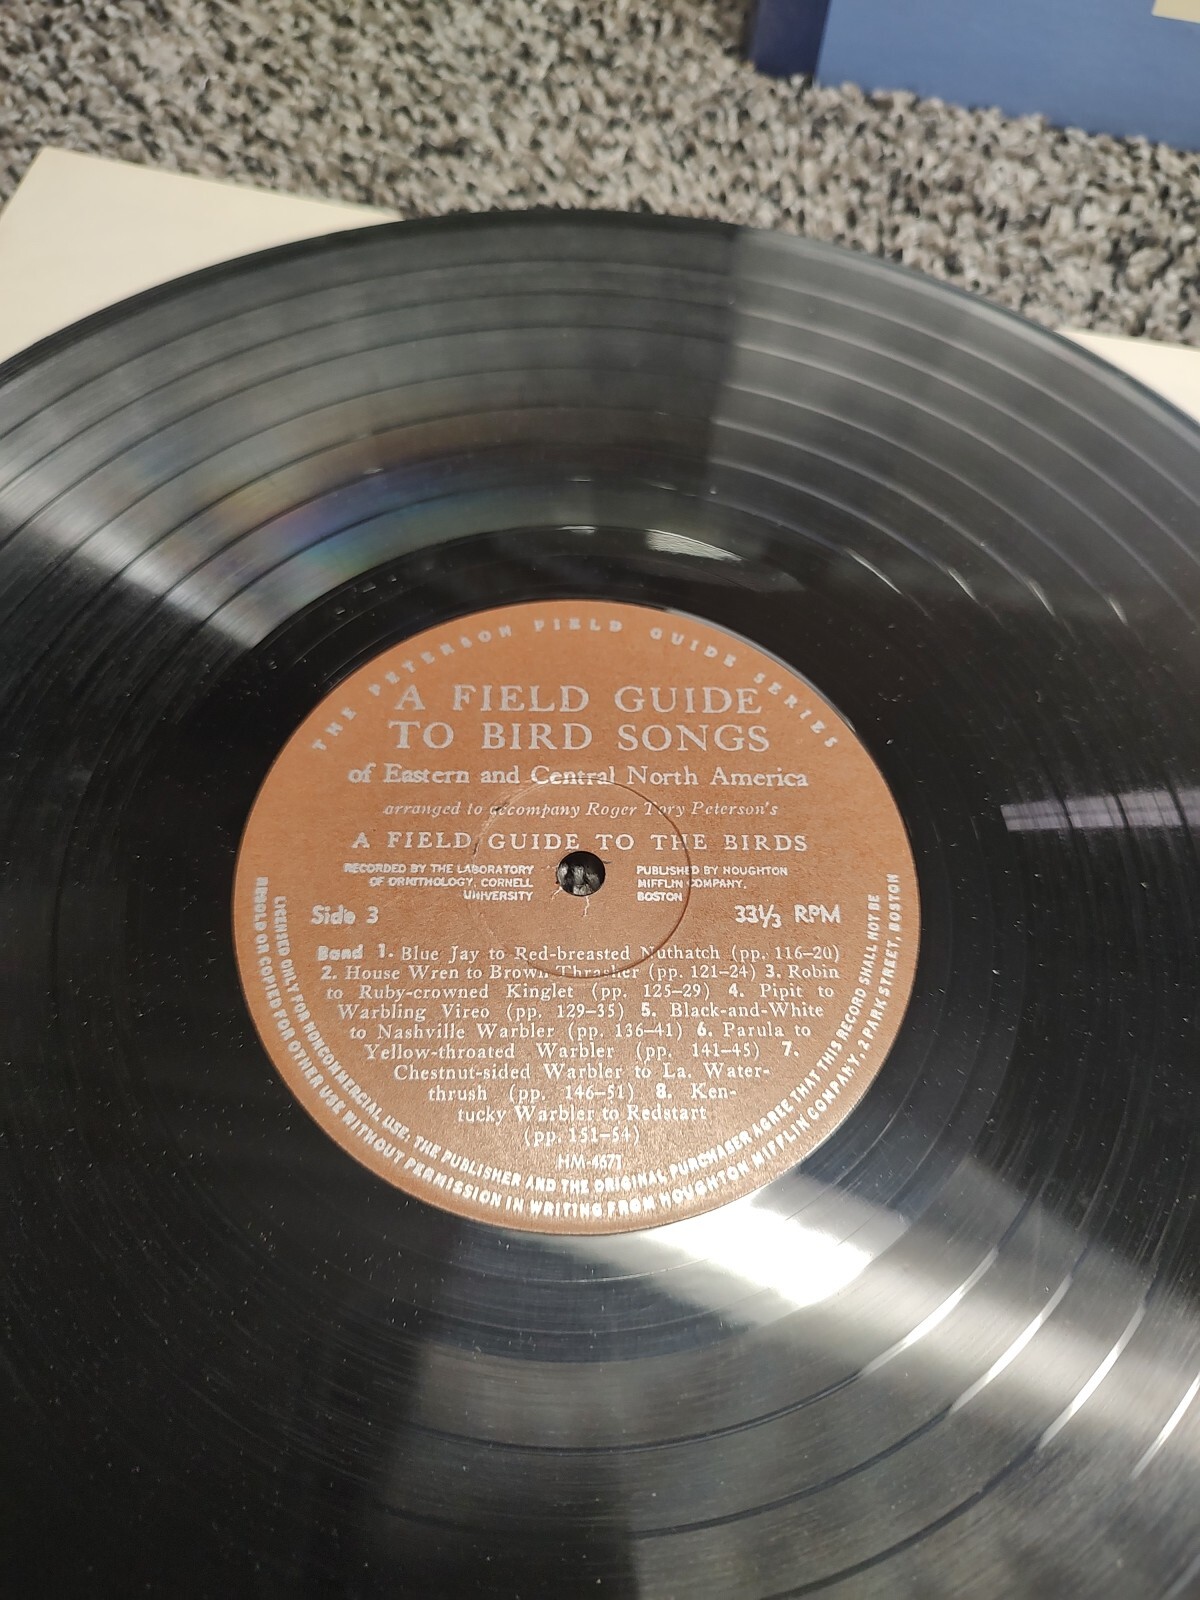 THE PETERSON FIELD GUIDE SERIES
A FIELD GUIDE
TO BIRD SONGS
of Eastern and Central North America
arranged to accompany Roger Tory Peterson's
A FIELD GUIDE TO THE BIRDS
RECORDED BY THE LABORATORY
OF ORNITHOLOGY, CORNELL
UNIVERSITY
PUBLISHED BY HOUGHTON
MIFFLIN COMPANY,
BOSTON
Side 3
33⅓ RPM
Band 1. Blue Jay to Red-breasted Nuthatch (pp. 116–20)
2. House Wren to Brown Thrasher (pp. 121–24) 3. Robin
to Ruby-crowned Kinglet (pp. 125–29) 4. Pipit to
Warbling Vireo (pp. 129–35) 5. Black-and-White
to Nashville Warbler (pp. 136–41) 6. Parula to
Yellow-throated Warbler (pp. 141–45) 7.
Chestnut-sided Warbler to La. Water-
thrush (pp. 146–51) 8. Ken-
tucky Warbler to Redstart
(pp. 151–54)
HM-4671
LICENSED ONLY FOR NONCOMMERCIAL USE: THE PUBLISHER AND THE ORIGINAL PURCHASER AGREE THAT THIS RECORD SHALL NOT BE
RESOLD OR COPIED FOR OTHER USE WITHOUT PERMISSION IN WRITING FROM HOUGHTON MIFFLIN COMPANY, 2 PARK STREET, BOSTON